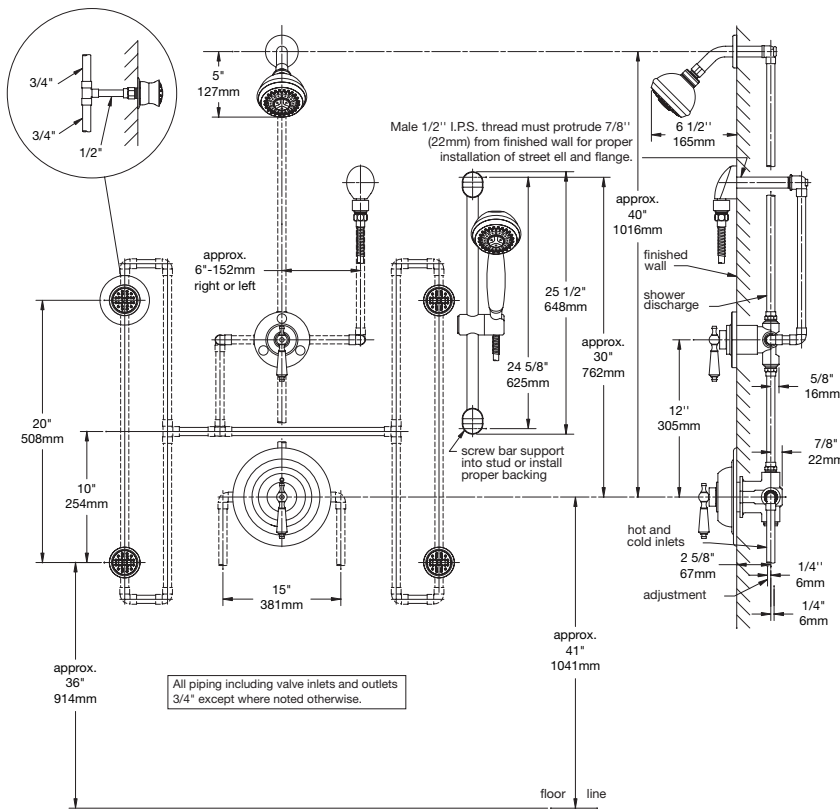 3/4"
3/4"
1/2"
5"
127mm
Male 1/2'' I.P.S. thread must protrude 7/8''
(22mm) from finished wall for proper
installation of street ell and flange.
6 1/2''
165mm
approx.
40"
1016mm
approx.
6"-152mm
right or left
finished
wall
shower
discharge
25 1/2"
648mm
24 5/8"
625mm
approx.
30"
762mm
5/8"
16mm
12''
305mm
7/8"
22mm
20"
508mm
10"
254mm
screw bar support
into stud or install
proper backing
hot and
cold inlets
2 5/8"
67mm
adjustment
1/4''
6mm
1/4"
6mm
15"
381mm
approx.
41"
1041mm
approx.
36"
914mm
All piping including valve inlets and outlets
3/4" except where noted otherwise.
floor line